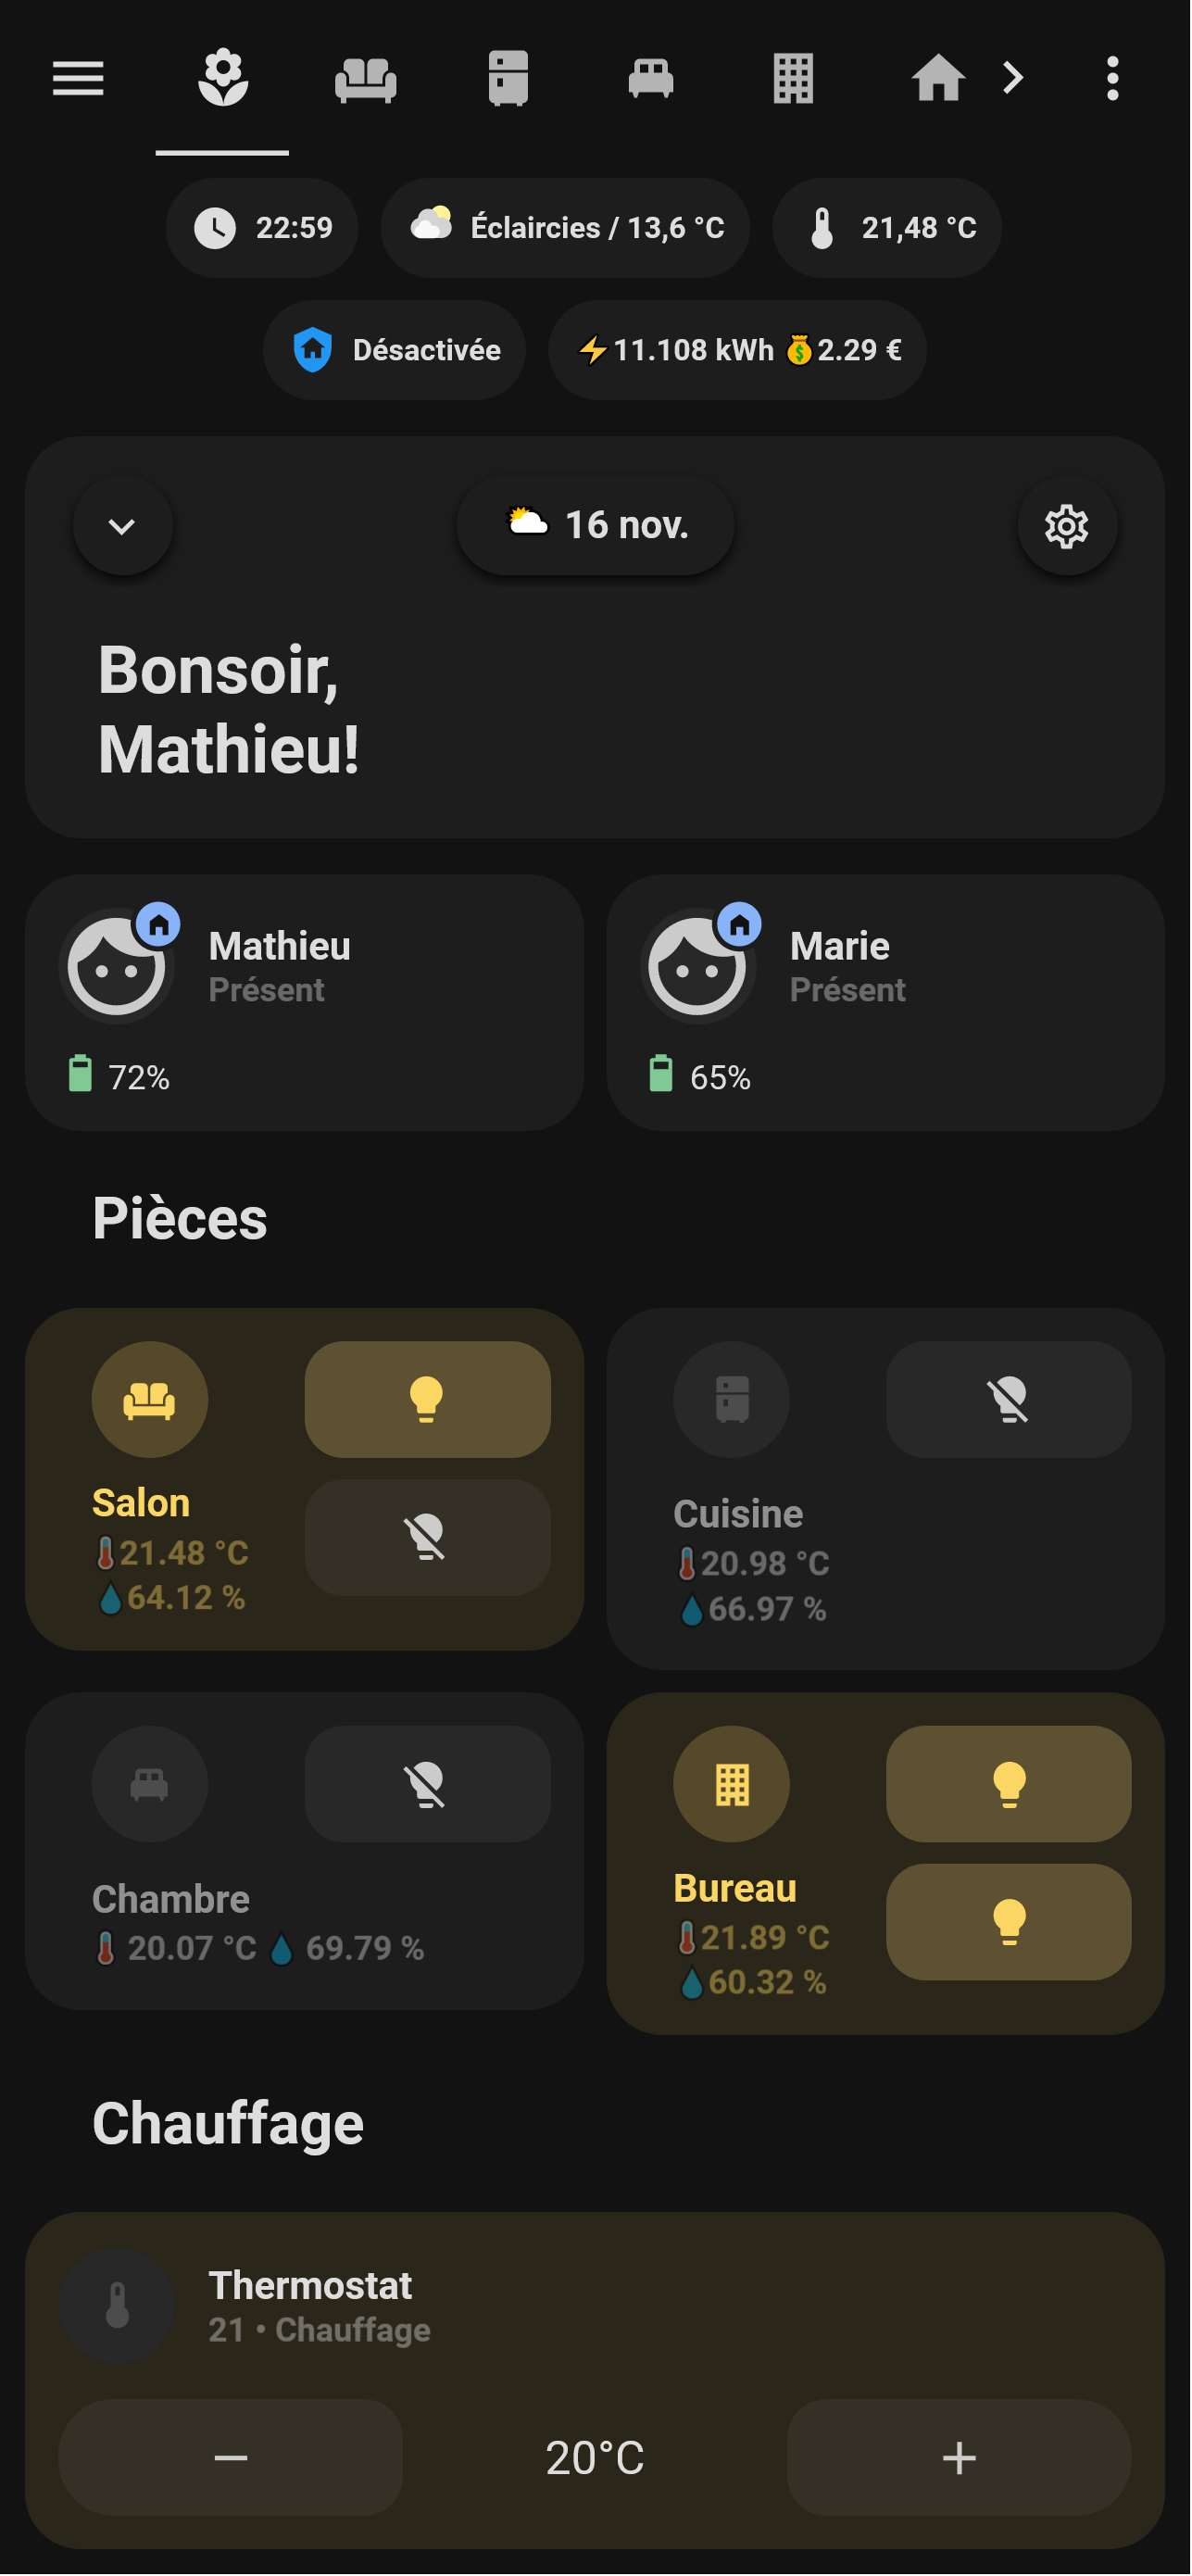 22:59
Éclaircies / 13,6 °C
21,48 °C
Désactivée
⚡11.108 kWh 💰2.29 €
16 nov.
Bonsoir,
Mathieu!
Mathieu
Présent
72%
Marie
Présent
65%
Pièces
Salon
🌡️21.48 °C
💧64.12 %
Cuisine
🌡️20.98 °C
💧66.97 %
Chambre
🌡️ 20.07 °C 💧 69.79 %
Bureau
🌡️21.89 °C
💧60.32 %
Chauffage
Thermostat
21 • Chauffage
20°C